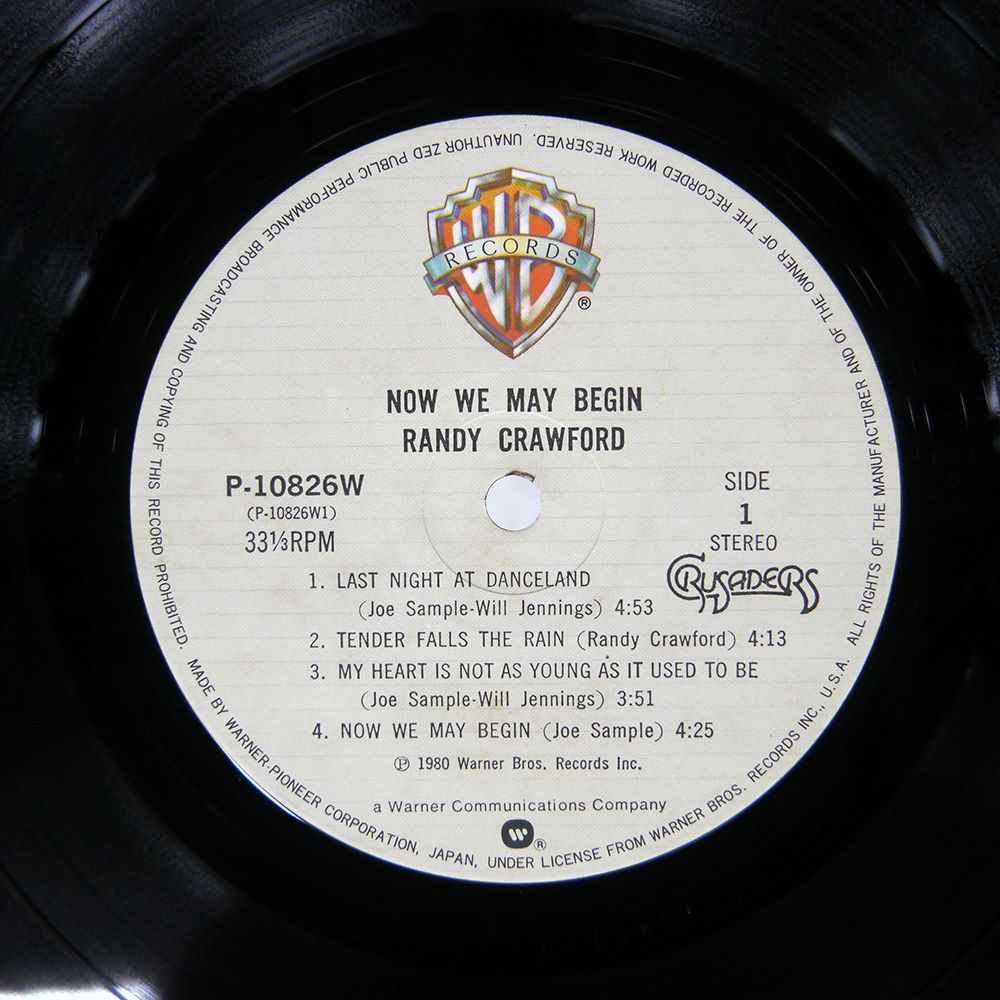 WB
RECORDS
®
NOW WE MAY BEGIN
RANDY CRAWFORD
P-10826W
(P-10826W1)
33⅓RPM
SIDE
1
STEREO
CRUSADERS
1. LAST NIGHT AT DANCELAND
(Joe Sample-Will Jennings) 4:53
2. TENDER FALLS THE RAIN (Randy Crawford) 4:13
3. MY HEART IS NOT AS YOUNG AS IT USED TO BE
(Joe Sample-Will Jennings) 3:51
4. NOW WE MAY BEGIN (Joe Sample) 4:25
℗ 1980 Warner Bros. Records Inc.
a Warner Communications Company
®
ALL RIGHTS OF THE MANUFACTURER AND OF THE OWNER OF THE RECORDED WORK RESERVED. UNAUTHOR ZED PUBLIC PERFORMANCE BROADCASTING AND COPYING OF THIS RECORD PROHIBITED. MADE BY WARNER-PIONEER CORPORATION, JAPAN, UNDER LICENSE FROM WARNER BROS. RECORDS INC., U.S.A.